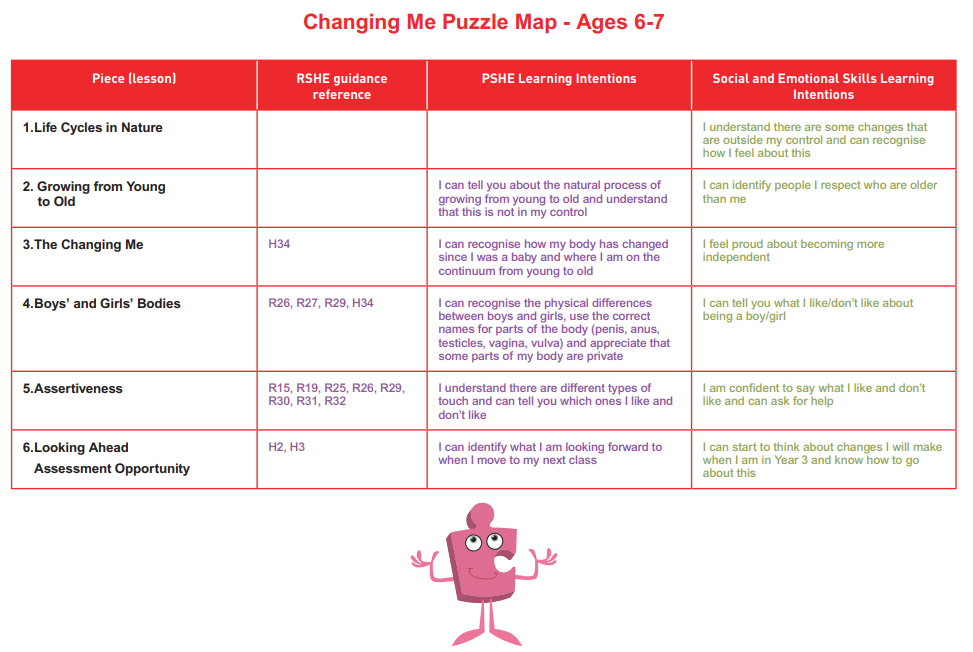 Changing Me Puzzle Map - Ages 6-7
Piece (lesson)
RSHE guidance
reference
PSHE Learning Intentions
Social and Emotional Skills Learning
Intentions
1.Life Cycles in Nature
I understand there are some changes that
are outside my control and can recognise
how I feel about this
2. Growing from Young
to Old
I can tell you about the natural process of
growing from young to old and understand
that this is not in my control
I can identify people I respect who are older
than me
3.The Changing Me
H34
I can recognise how my body has changed
since I was a baby and where I am on the
continuum from young to old
I feel proud about becoming more
independent
4.Boys’ and Girls’ Bodies
R26, R27, R29, H34
I can recognise the physical differences
between boys and girls, use the correct
names for parts of the body (penis, anus,
testicles, vagina, vulva) and appreciate that
some parts of my body are private
I can tell you what I like/don’t like about
being a boy/girl
5.Assertiveness
R15, R19, R25, R26, R29,
R30, R31, R32
I understand there are different types of
touch and can tell you which ones I like and
don’t like
I am confident to say what I like and don’t
like and can ask for help
6.Looking Ahead
Assessment Opportunity
H2, H3
I can identify what I am looking forward to
when I move to my next class
I can start to think about changes I will make
when I am in Year 3 and know how to go
about this